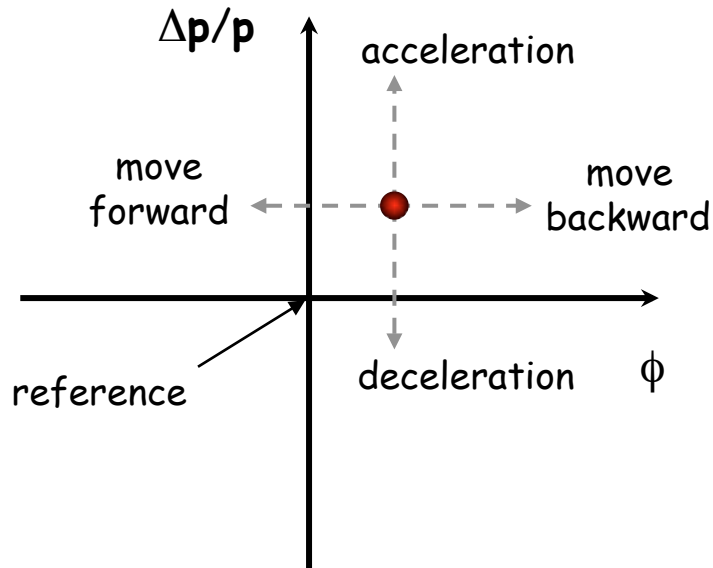 Δp/p
acceleration
move
forward
move
backward
deceleration
ϕ
reference